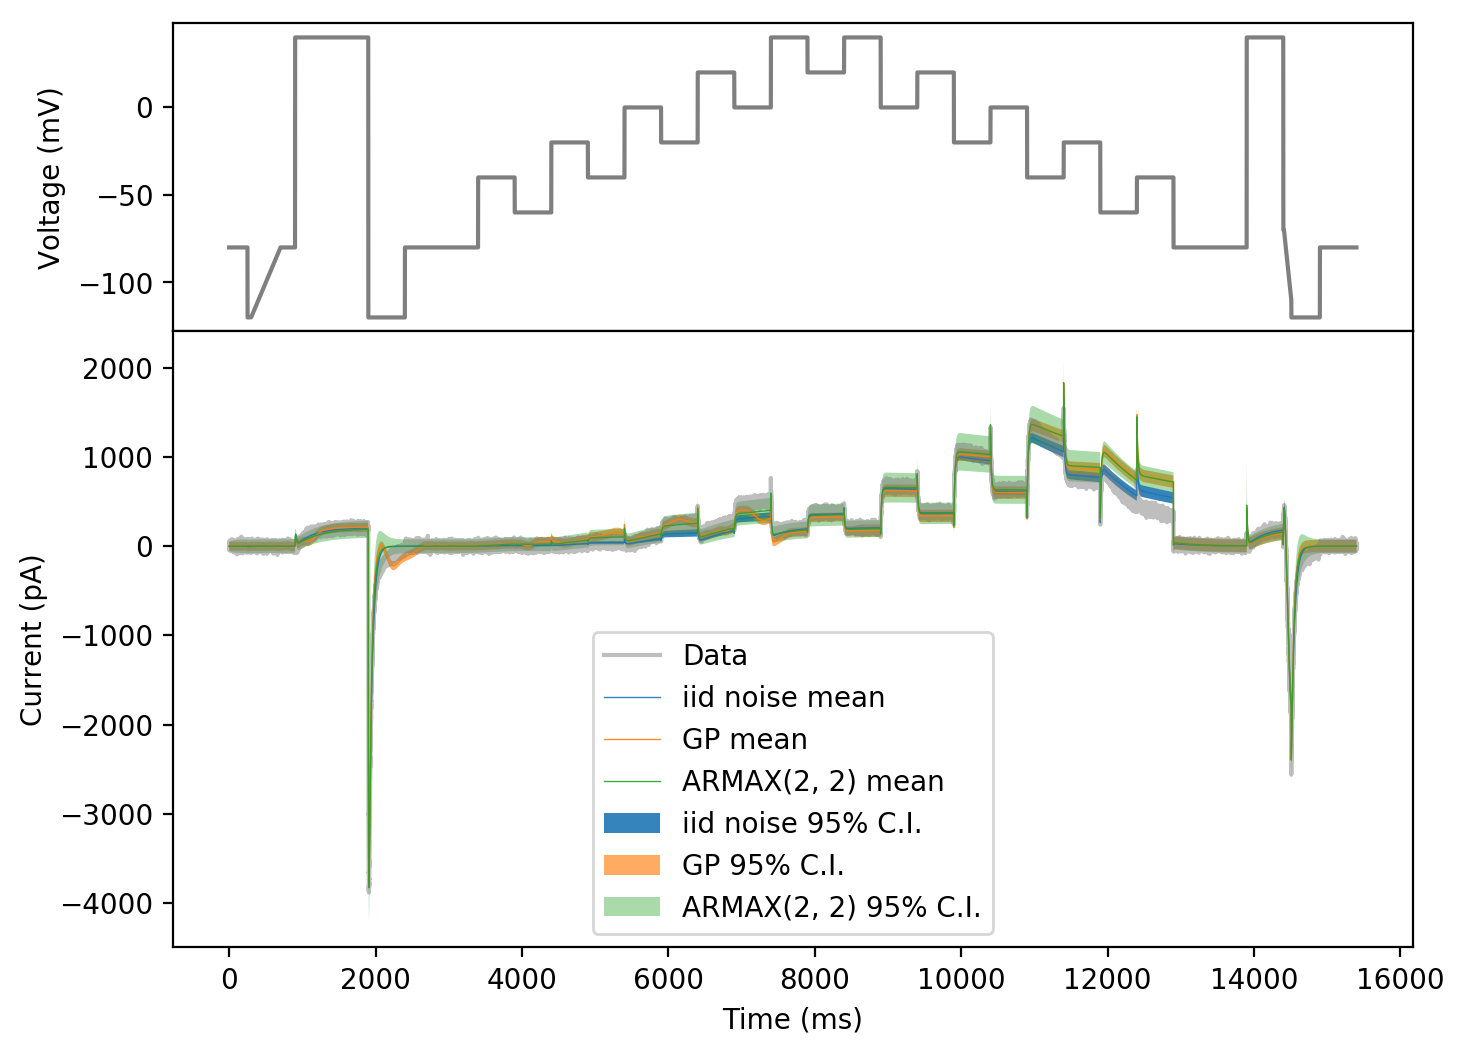 0
−50
−100
Voltage (mV)
2000
1000
0
−1000
−2000
−3000
−4000
Current (pA)
Data
iid noise mean
GP mean
ARMAX(2, 2) mean
iid noise 95% C.I.
GP 95% C.I.
ARMAX(2, 2) 95% C.I.
0 2000 4000 6000 8000 10000 12000 14000 16000
Time (ms)